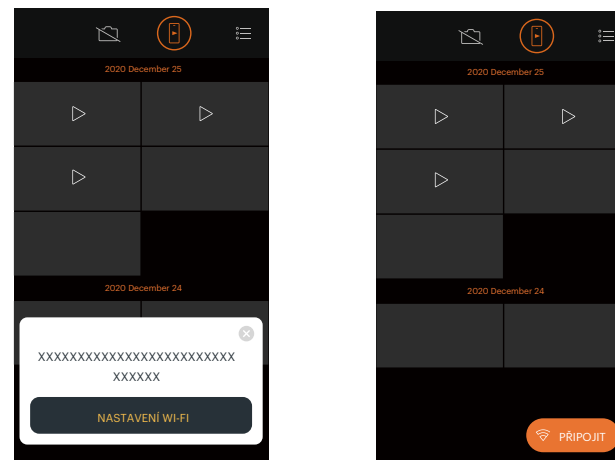 2020 December 25
2020 December 24
XXXXXXXXXXXXXXXXXXXXXXXXX
XXXXXX
NASTAVENÍ WI-FI
2020 December 25
2020 December 24
PŘIPOJIT